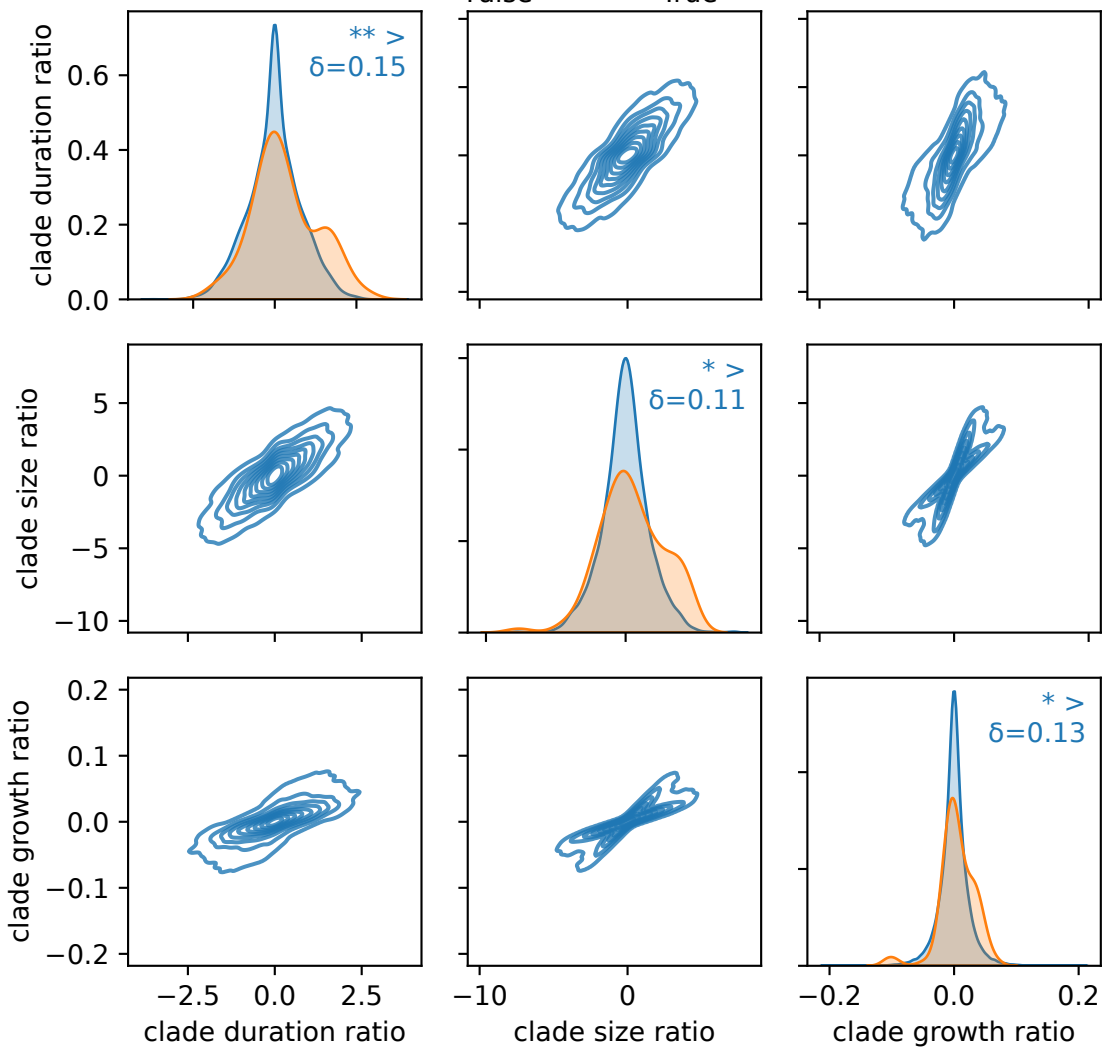 True
clade duration ratio
0.6
0.4
0.2
0.0
** >
δ=0.15
clade size ratio
5
0
−5
−10
* >
δ=0.11
clade growth ratio
0.2
0.1
0.0
−0.1
−0.2
* >
δ=0.13
−2.5 0.0 2.5
−10 0
−0.2 0.0 0.2
clade duration ratio
clade size ratio
clade growth ratio